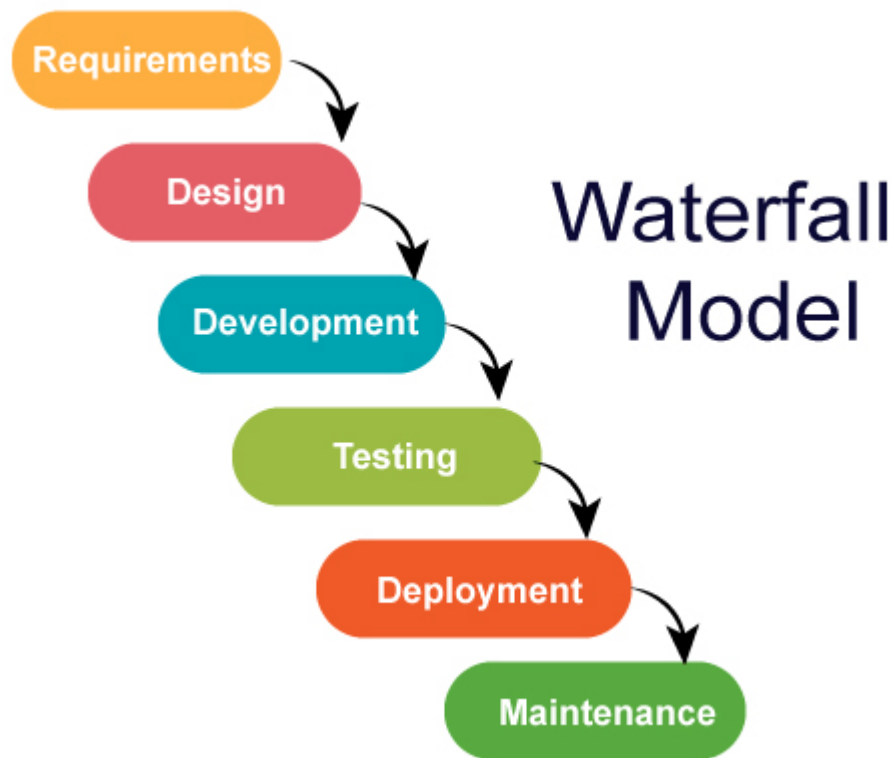 Requirements
Design
Waterfall
Model
Development
Testing
Deployment
Maintenance